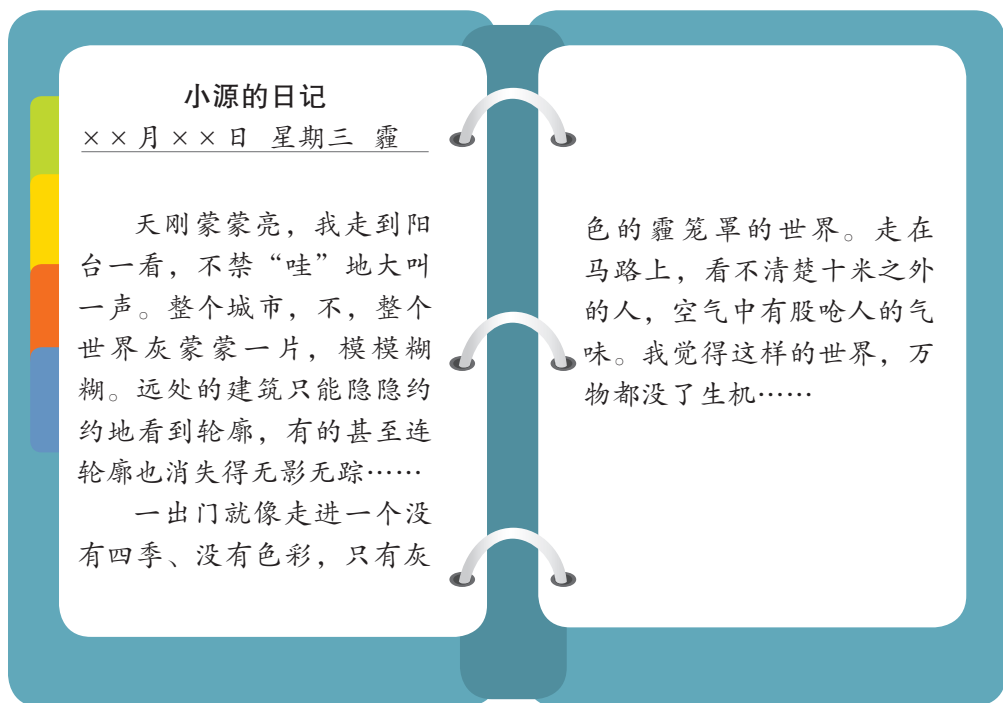 小源的日记
××月××日 星期三 霾
天刚蒙蒙亮，我走到阳
台一看，不禁“哇”地大叫
一声。整个城市，不，整个
世界灰蒙蒙一片，模模糊
糊。远处的建筑只能隐隐约
约地看到轮廓，有的甚至连
轮廓也消失得无影无踪……
一出门就像走进一个没
有四季、没有色彩，只有灰
色的霾笼罩的世界。走在
马路上，看不清楚十米之外
的人，空气中有股呛人的气
味。我觉得这样的世界，万
物都没了生机……